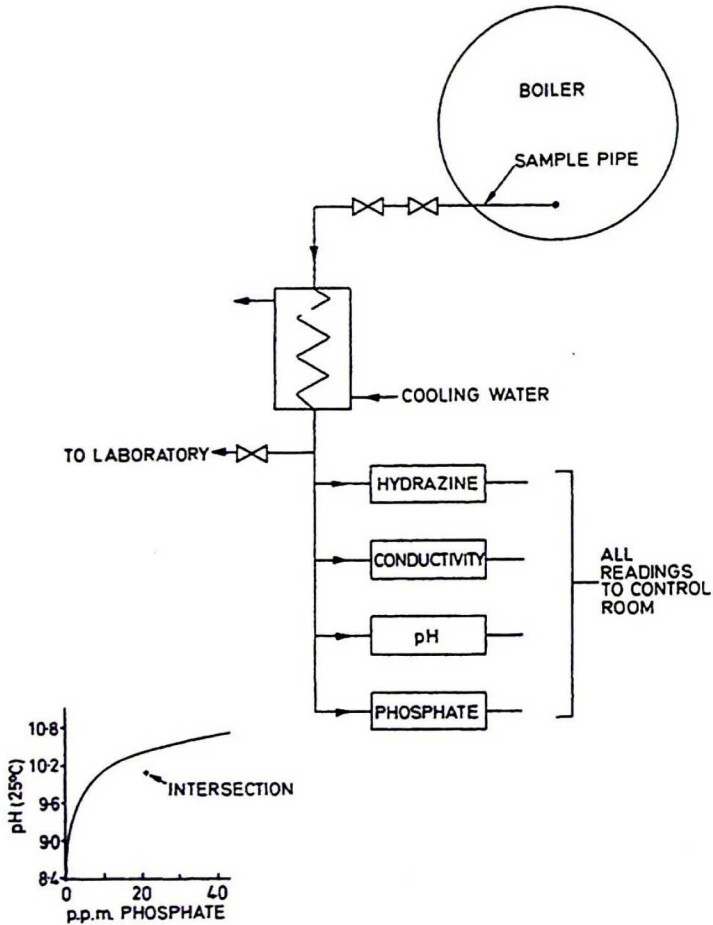 BOILER
SAMPLE PIPE
COOLING WATER
TO LABORATORY
HYDRAZINE
CONDUCTIVITY
pH
PHOSPHATE
ALL
READINGS
TO CONTROL
ROOM
pH (25°C)
10·8
10·2
9·6
9·0
8·4
INTERSECTION
0 20 40
p.p.m. PHOSPHATE